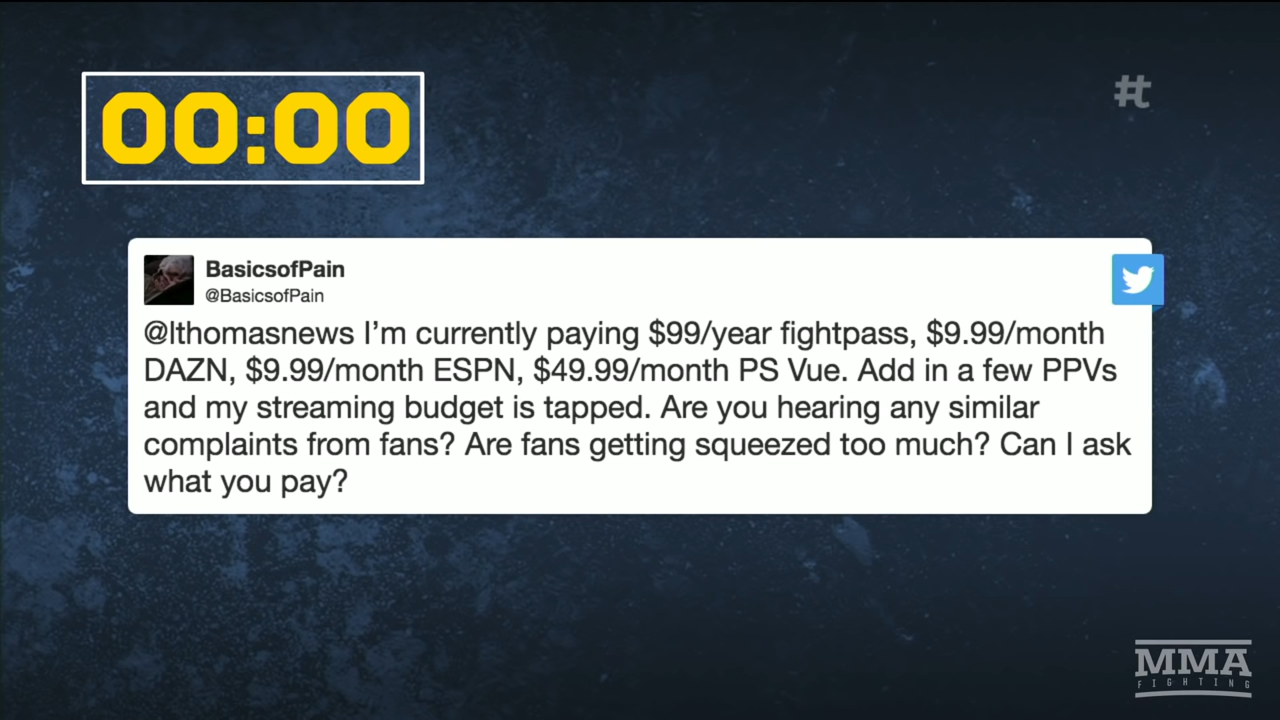 00:00
#t
BasicsofPain
@BasicsofPain
@lthomasnews I’m currently paying $99/year fightpass, $9.99/month
DAZN, $9.99/month ESPN, $49.99/month PS Vue. Add in a few PPVs
and my streaming budget is tapped. Are you hearing any similar
complaints from fans? Are fans getting squeezed too much? Can I ask
what you pay?
MMA
FIGHTING